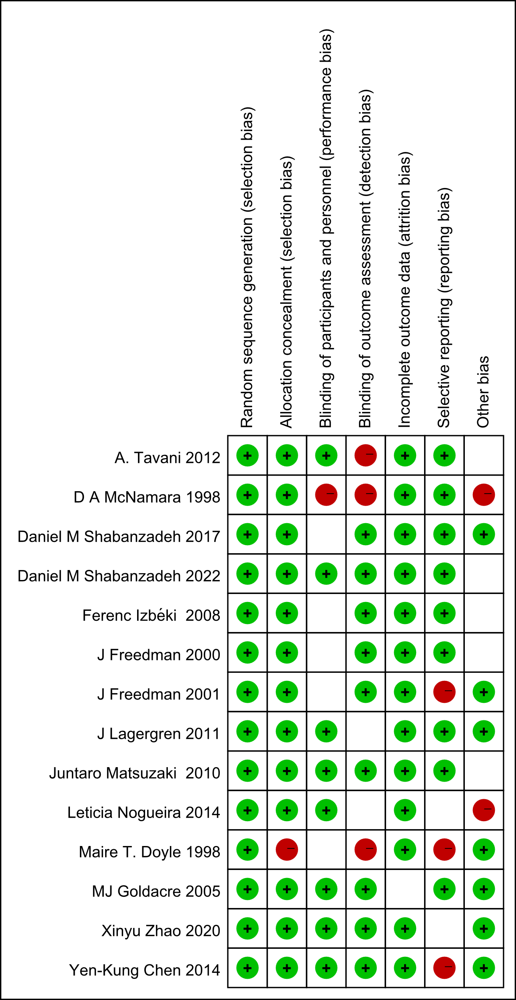 Random sequence generation (selection bias)
Allocation concealment (selection bias)
Blinding of participants and personnel (performance bias)
Blinding of outcome assessment (detection bias)
Incomplete outcome data (attrition bias)
Selective reporting (reporting bias)
Other bias
A. Tavani 2012 + + + − + +
D A McNamara 1998 + + − − + + −
Daniel M Shabanzadeh 2017 + + + + + +
Daniel M Shabanzadeh 2022 + + + + + +
Ferenc Izbéki 2008 + + + + +
J Freedman 2000 + + + + +
J Freedman 2001 + + + + − +
J Lagergren 2011 + + + + + +
Juntaro Matsuzaki 2010 + + + + + +
Leticia Nogueira 2014 + + + + −
Maire T. Doyle 1998 + − − + − +
MJ Goldacre 2005 + + + + + +
Xinyu Zhao 2020 + + + + + +
Yen-Kung Chen 2014 + + + + + − +